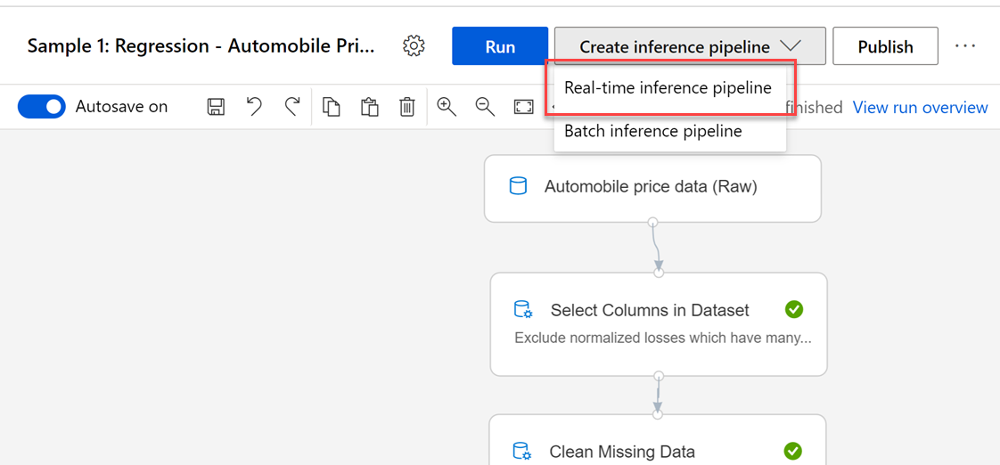 Sample 1: Regression - Automobile Pri...
Run
Create inference pipeline
Publish
Real-time inference pipeline
Autosave on
finished
View run overview
Batch inference pipeline
Automobile price data (Raw)
Select Columns in Dataset
Exclude normalized losses which have many...
Clean Missing Data